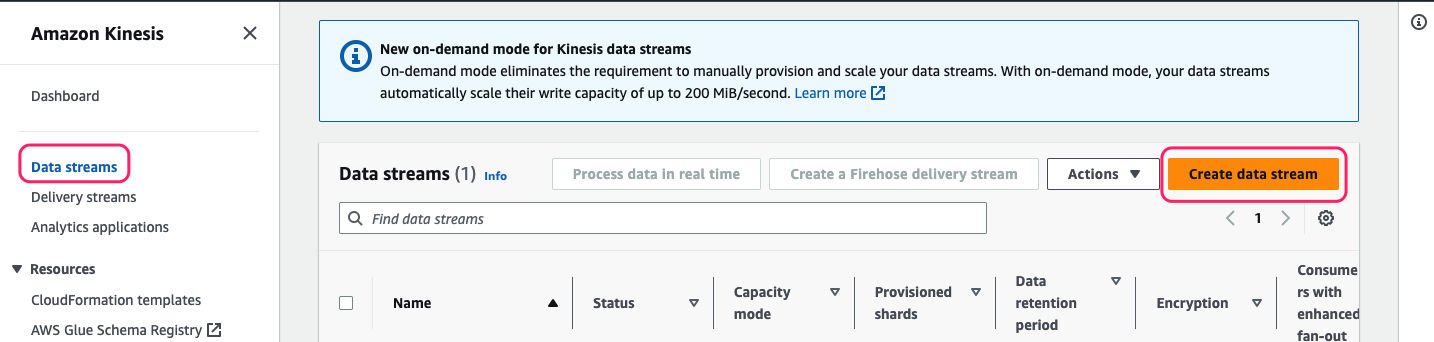 Amazon Kinesis
Dashboard
Data streams
Delivery streams
Analytics applications
Resources
CloudFormation templates
AWS Glue Schema Registry
New on-demand mode for Kinesis data streams
On-demand mode eliminates the requirement to manually provision and scale your data streams. With on-demand mode, your data streams
automatically scale their write capacity of up to 200 MiB/second. Learn more
Data streams (1) Info
Process data in real time
Create a Firehose delivery stream
Actions
Create data stream
Find data streams
1
Name
Status
Capacity
mode
Provisioned
shards
Data
retention
period
Encryption
Consume
rs with
enhanced
fan-out